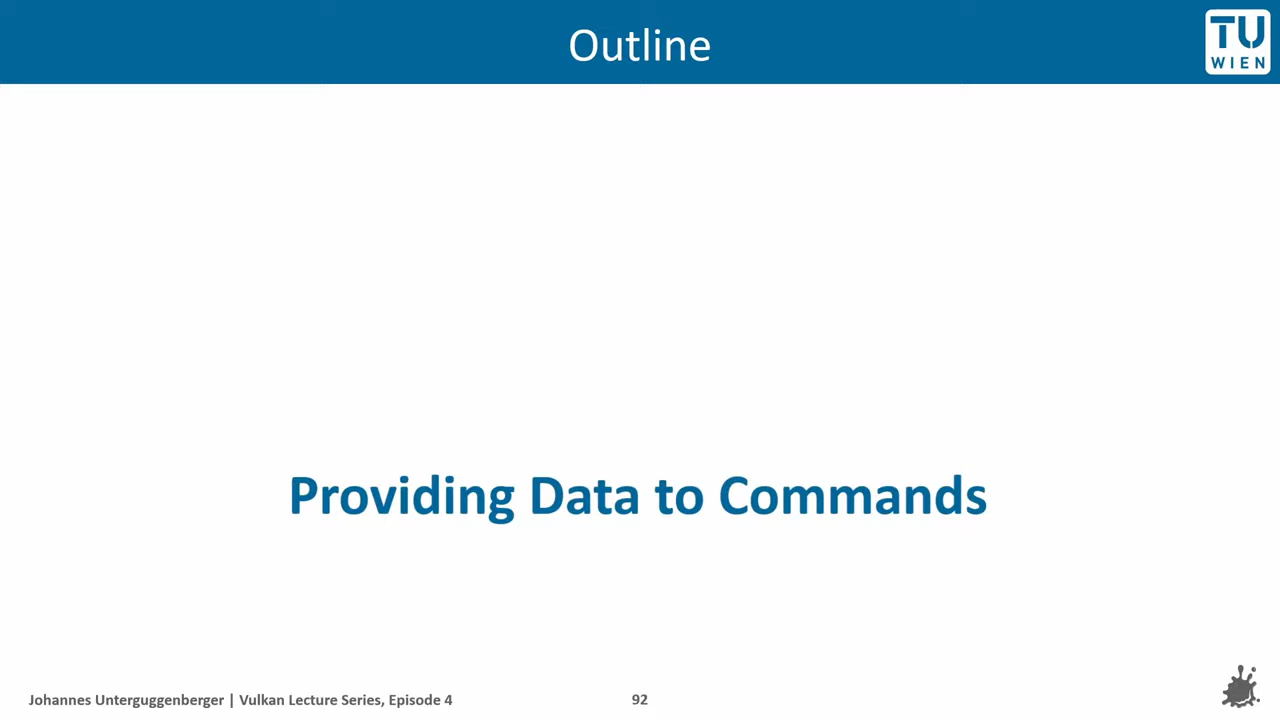 Outline
TU
WIEN
Providing Data to Commands
Johannes Unterguggenberger | Vulkan Lecture Series, Episode 4
92